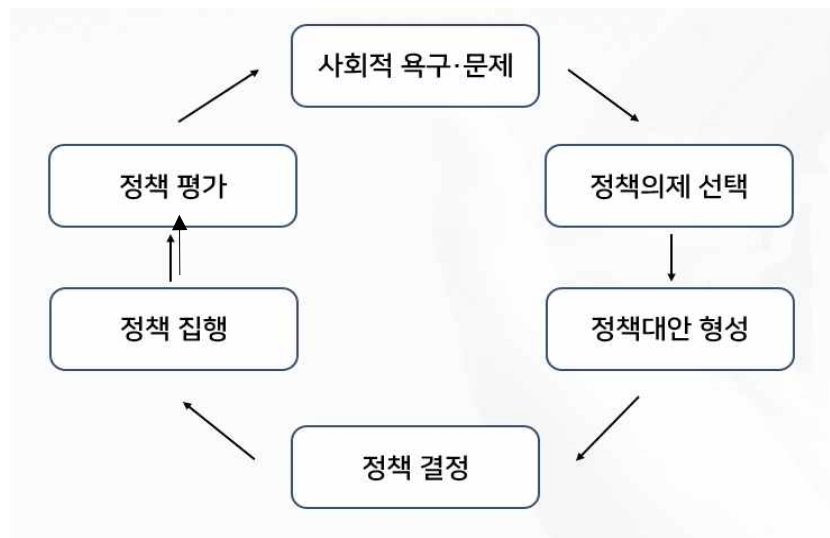 사회적 욕구·문제
정책 평가
정책의제 선택
정책 집행
정책대안 형성
정책 결정